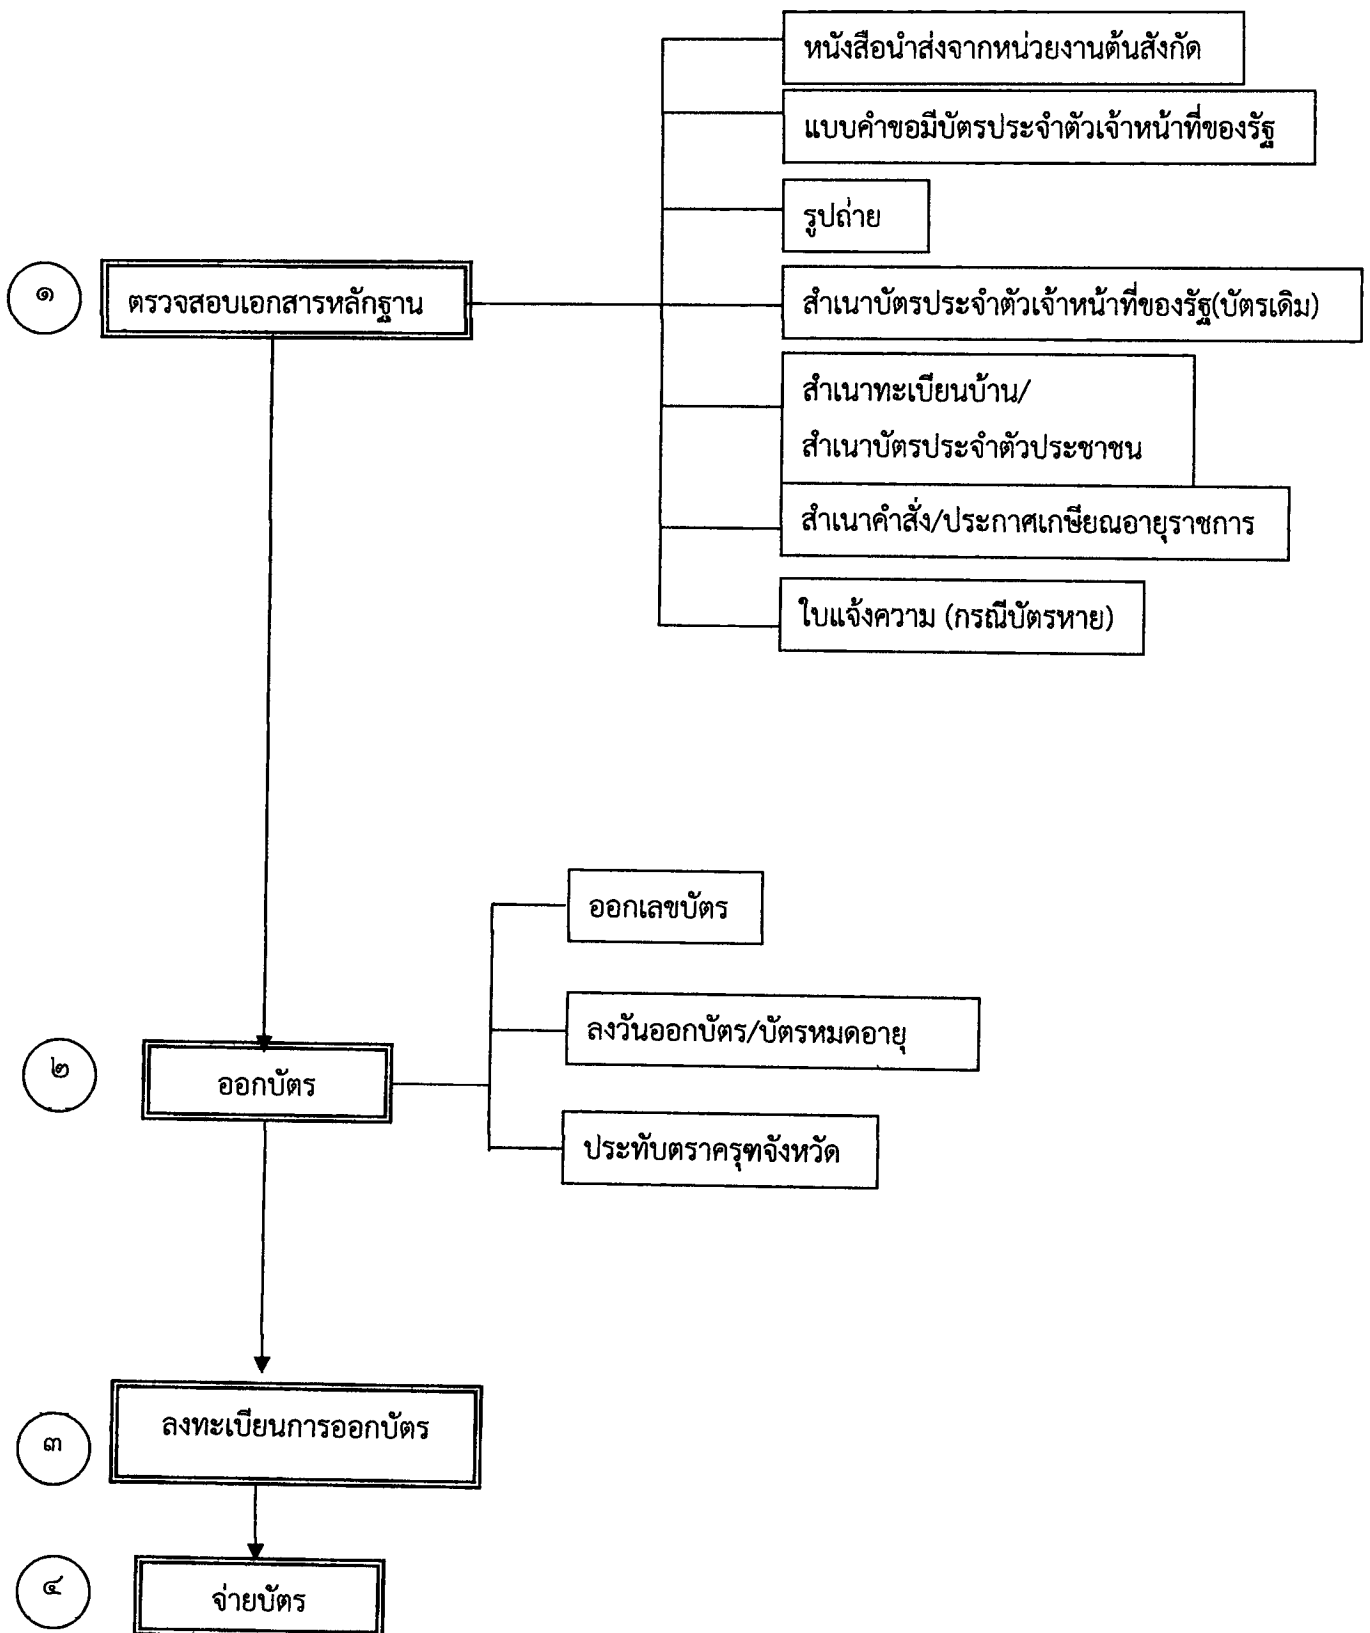 หนังสือนำส่งจากหน่วยงานต้นสังกัด
แบบคำขอมีบัตรประจำตัวเจ้าหน้าที่ของรัฐ
รูปถ่าย
๑
ตรวจสอบเอกสารหลักฐาน
สำเนาบัตรประจำตัวเจ้าหน้าที่ของรัฐ(บัตรเดิม)
สำเนาทะเบียนบ้าน/
สำเนาบัตรประจำตัวประชาชน
สำเนาคำสั่ง/ประกาศเกษียณอายุราชการ
ใบแจ้งความ (กรณีบัตรหาย)
ออกเลขบัตร
ลงวันออกบัตร/บัตรหมดอายุ
๒
ออกบัตร
ประทับตราครุฑจังหวัด
๓
ลงทะเบียนการออกบัตร
๔
จ่ายบัตร